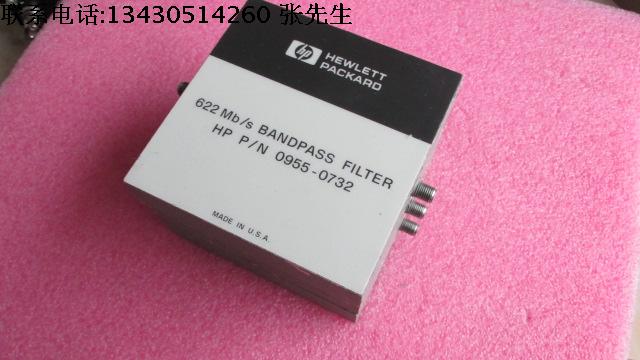 联系电话:13430514260 张先生
hp HEWLETT
PACKARD
622 Mb/s BANDPASS FILTER
HP P/N 0955-0732
MADE IN U.S.A.